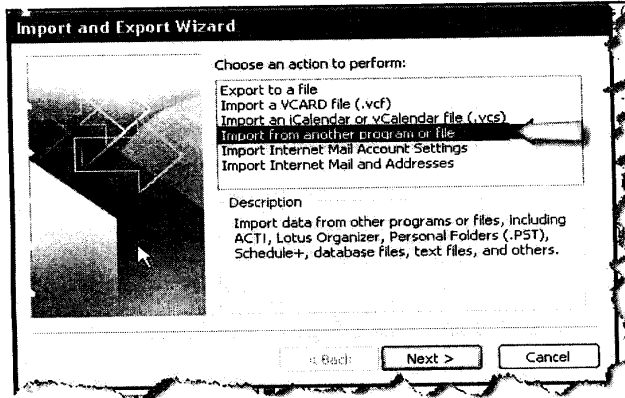 Import and Export Wizard
Choose an action to perform:
Export to a file
Import a VCARD file (.vcf)
Import an iCalendar or vCalendar file (.vcs)
Import from another program or file
Import Internet Mail Account Settings
Import Internet Mail and Addresses
Description
Import data from other programs or files, including
ACT!, Lotus Organizer, Personal Folders (.PST),
Schedule+, database files, text files, and others.
< Back Next > Cancel